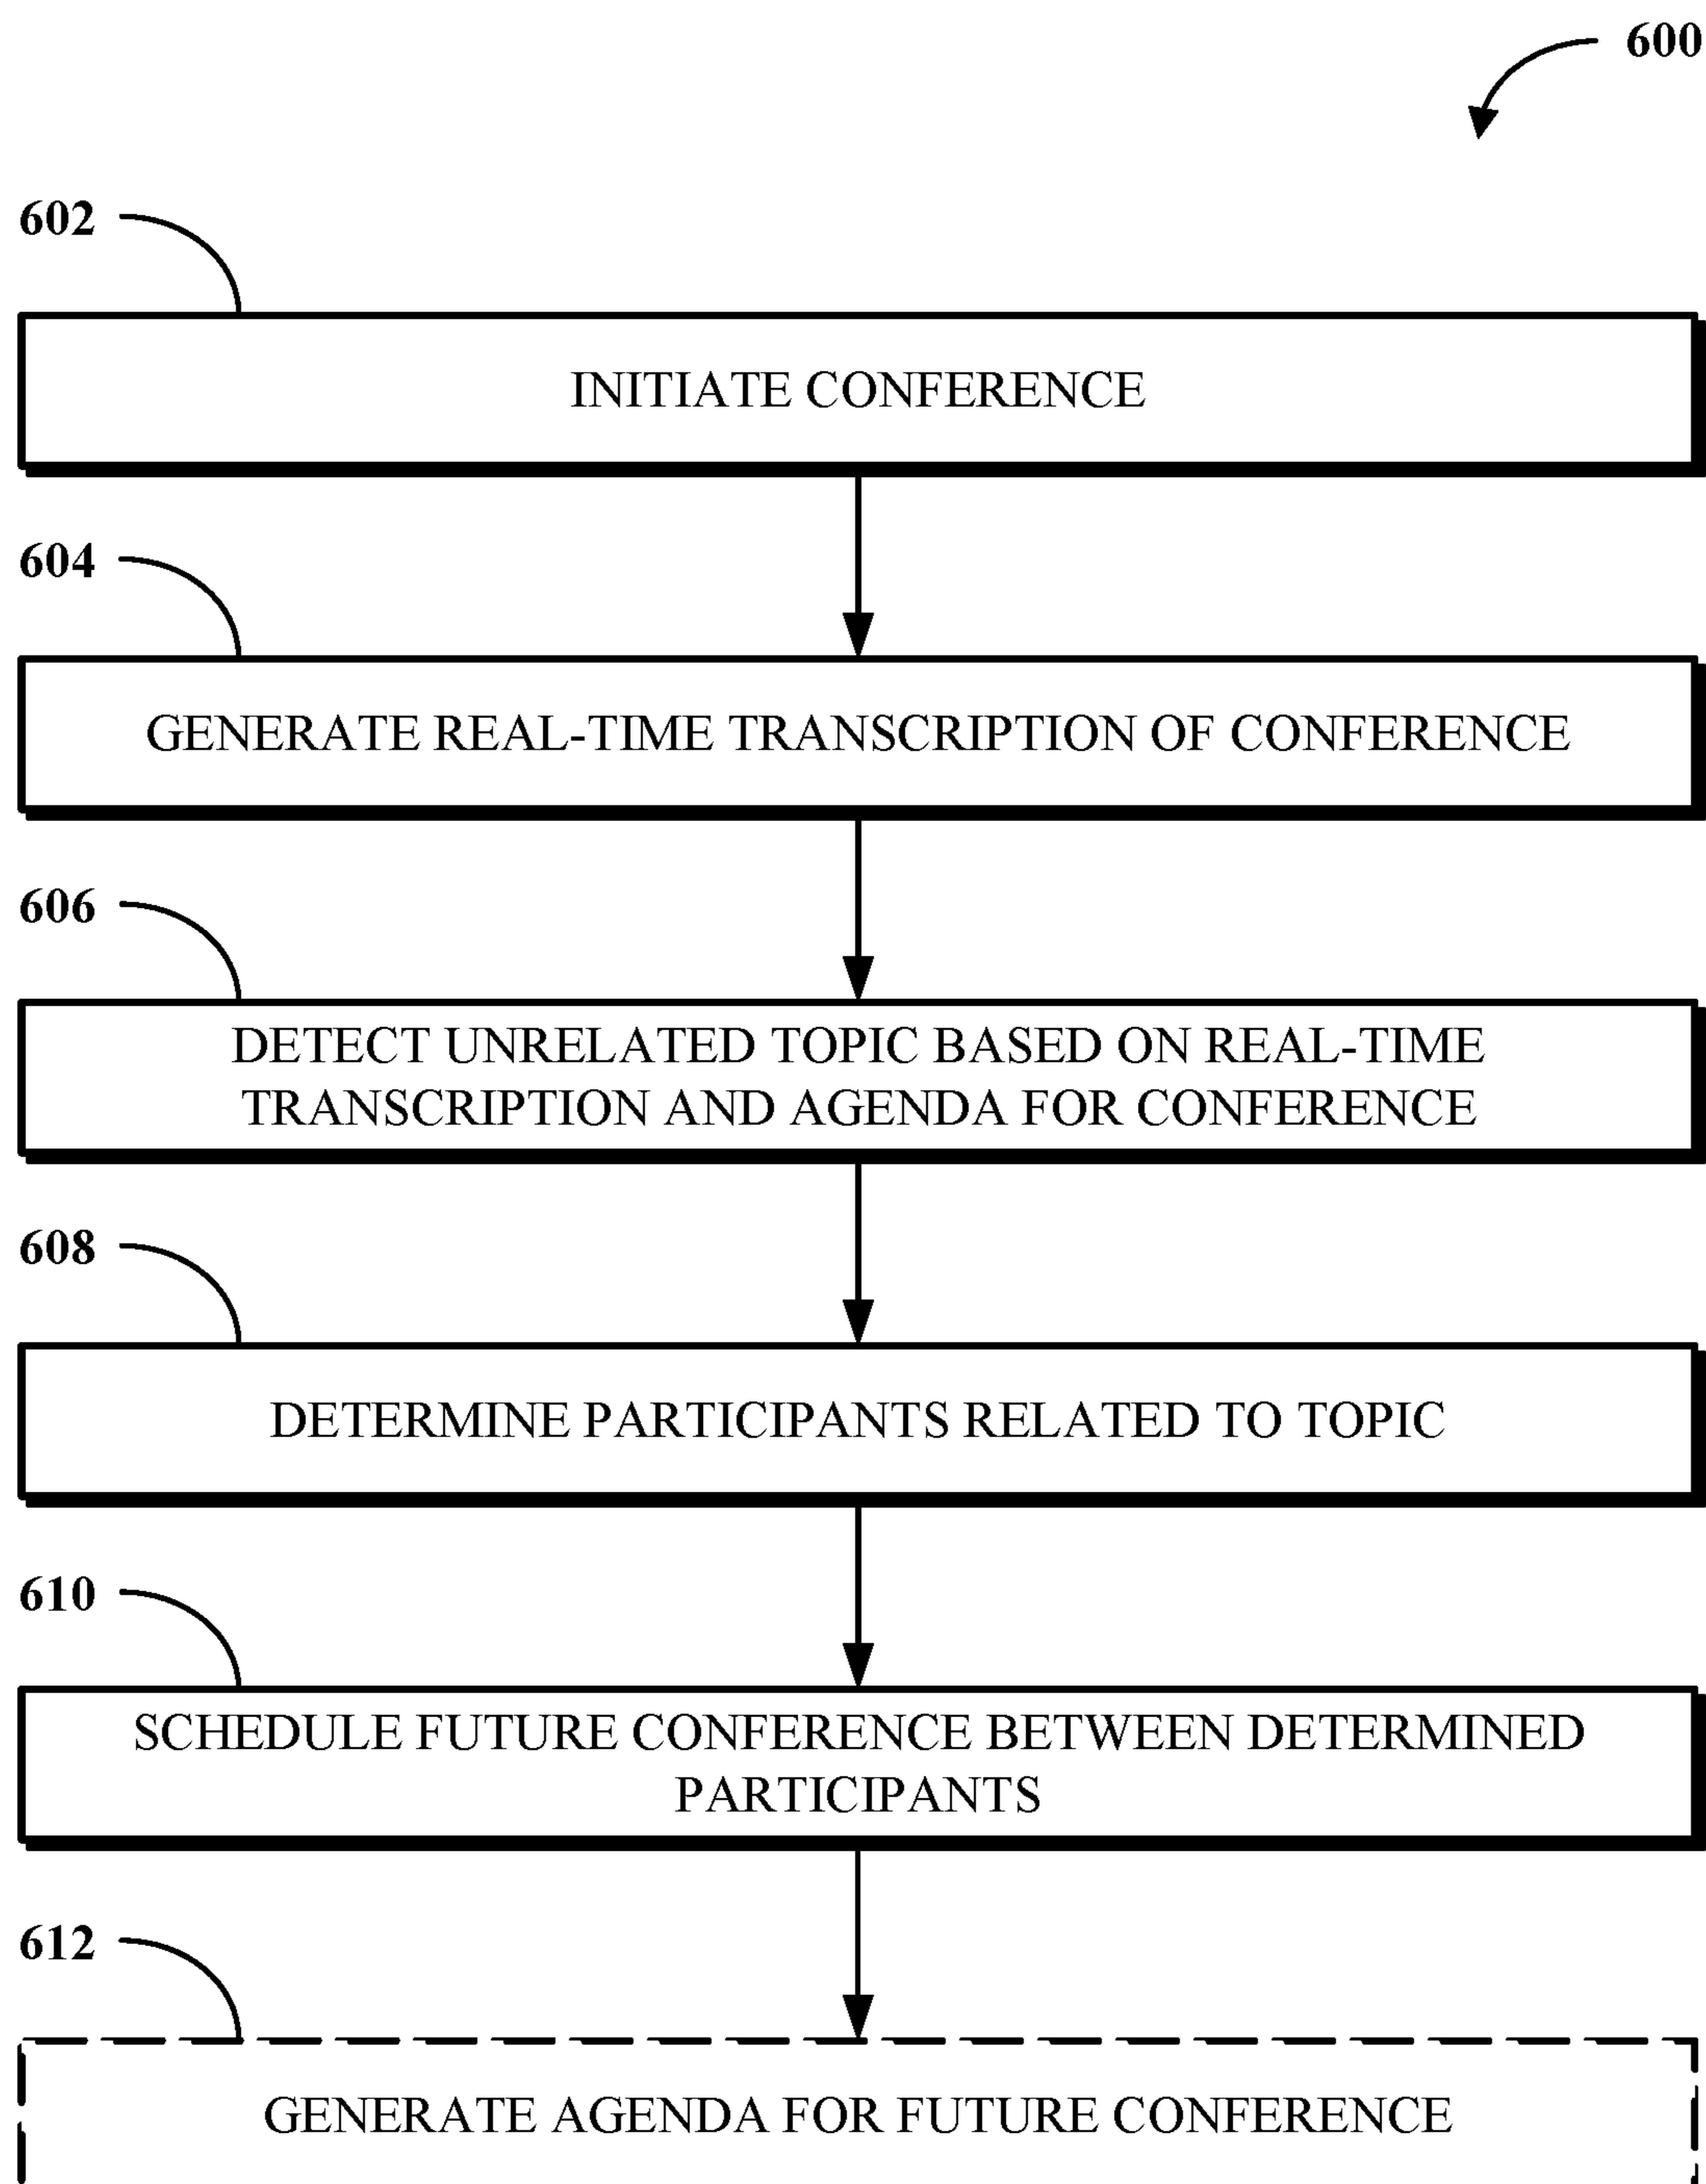 600
602
INITIATE CONFERENCE
604
GENERATE REAL-TIME TRANSCRIPTION OF CONFERENCE
606
DETECT UNRELATED TOPIC BASED ON REAL-TIME
TRANSCRIPTION AND AGENDA FOR CONFERENCE
608
DETERMINE PARTICIPANTS RELATED TO TOPIC
610
SCHEDULE FUTURE CONFERENCE BETWEEN DETERMINED
PARTICIPANTS
612
GENERATE AGENDA FOR FUTURE CONFERENCE